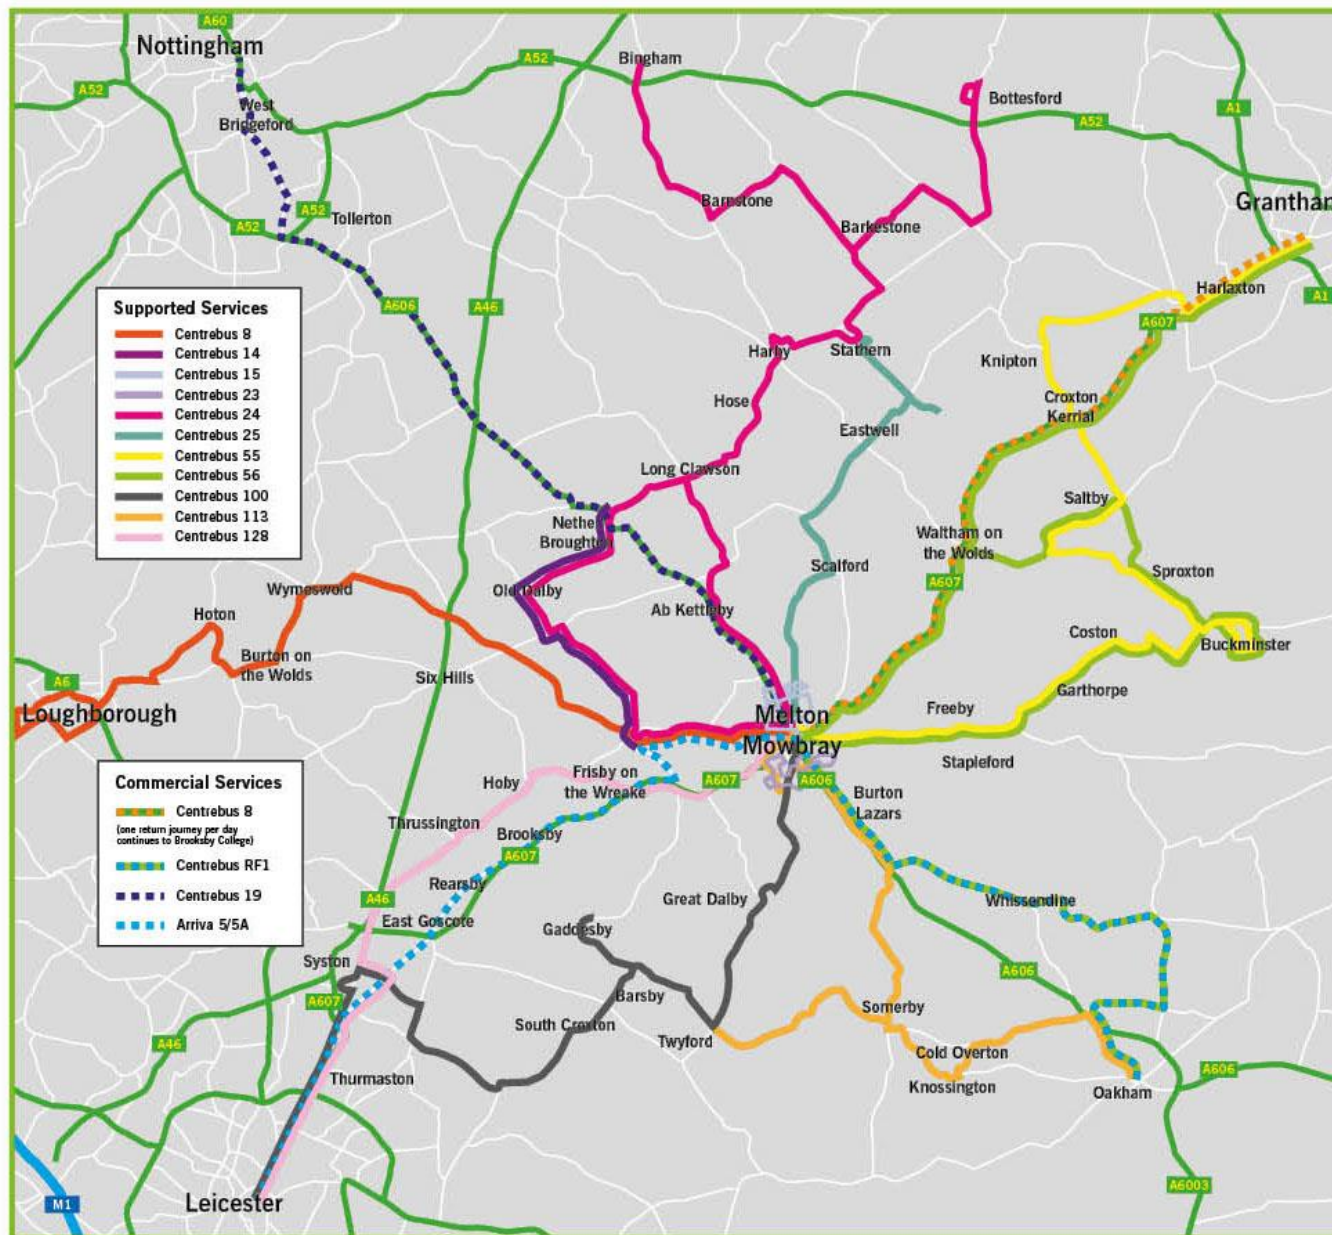 A60
Nottingham
A52
Bingham
A52
West
Briggeford
Bottesford
A52
A1
A52
Tollerton
A52
Barnstone
Barkestone
Granthan
A606
A46
Harlaxton
A1
A607
Supported Services
Centrebus 8
Centrebus 14
Centrebus 15
Centrebus 23
Centrebus 24
Centrebus 25
Centrebus 55
Centrebus 56
Centrebus 100
Centrebus 113
Centrebus 128
Harby
Stathern
Knipton
Hose
Croxton
Kerrial
Eastwell
Long Clawson
Saltby
Nethe
Broughton
Waltham on
the Wolds
A607
Scalford
Sproxton
Old Dalby
Ab Kettleby
Wymeswold
Hoton
Burton on
the Wolds
Six Hills
Coston
Buckminster
Garthorpe
A6
Loughborough
Freeby
Melton
Mowbray
Stapleford
Frisby on
the Wreake
Hoby
A607
A606
Burton
Lazars
Commercial Services
Centrebus 8
(one return journey per day
continues to Brooksby College)
Centrebus RF1
Centrebus 19
Arriva 5/5A
Thrussington
Brooksby
A607
Rearsby
A46
East Goscote
Great Dalby
Whissendine
Gaddesby
Syston
A607
A606
Barsby
Somerby
South Croxton
Twyford
A46
Cold Overton
Thurmaston
Knossington
Oakham
A606
A6003
M1
Leicester